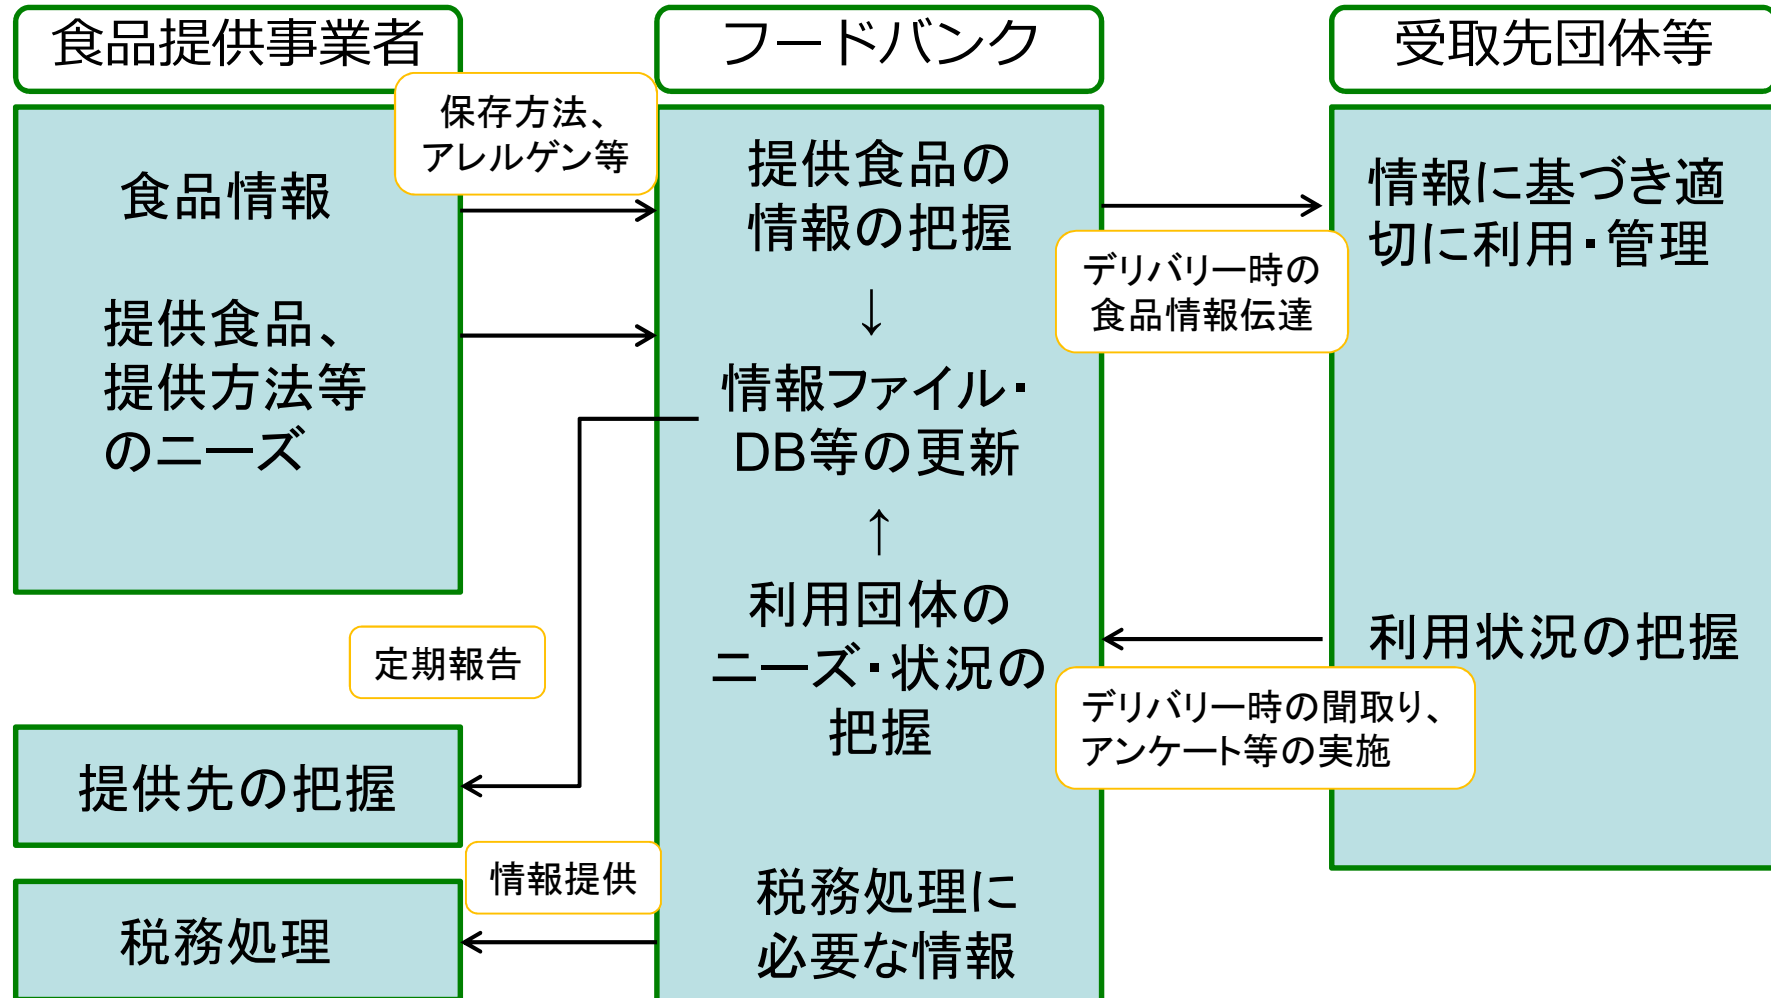 食品提供事業者
フードバンク
受取先団体等
保存方法、
アレルゲン等
食品情報
提供食品、
提供方法等
のニーズ
提供食品の
情報の把握
↓
情報ファイル・
DB等の更新
↑
利用団体の
ニーズ・状況の
把握
税務処理に
必要な情報
デリバリー時の
食品情報伝達
情報に基づき適
切に利用・管理
利用状況の把握
デリバリー時の聞取り、
アンケート等の実施
定期報告
提供先の把握
情報提供
税務処理